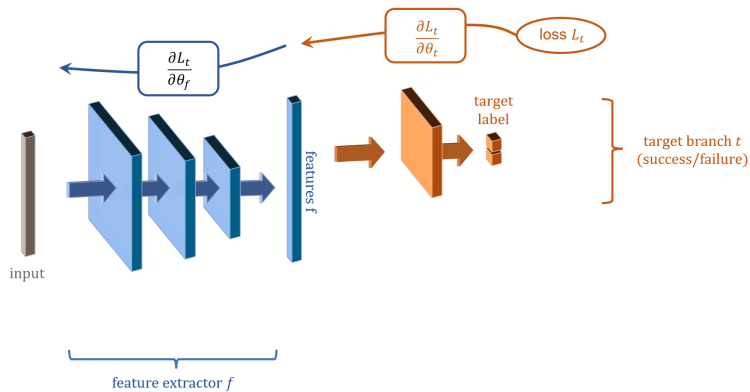 ∂L_t
∂θ_f
∂L_t
∂θ_t
loss L_t
target
label
target branch t
(success/failure)
features f
input
feature extractor f